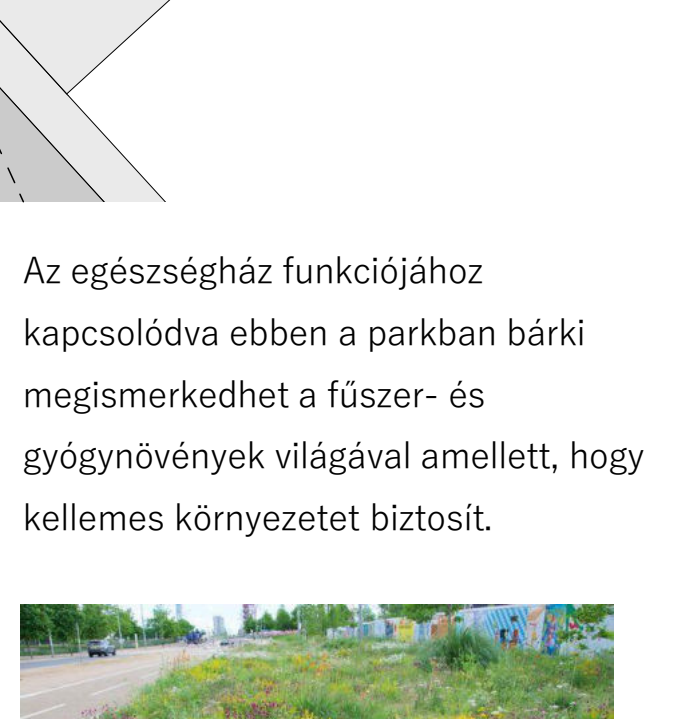 Az egészségház funkciójához
kapcsolódva ebben a parkban bárki
megismerkedhet a fűszer- és
gyógynövények világával amellett, hogy
kellemes környezetet biztosít.